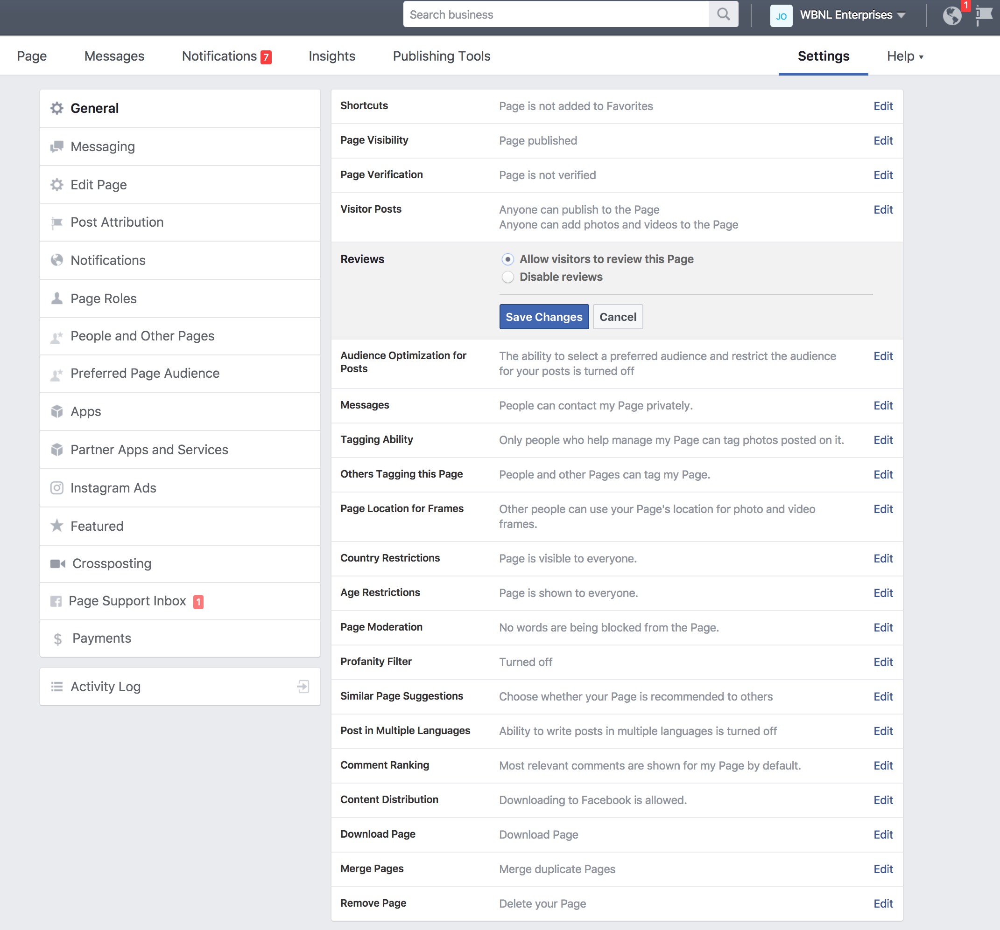 Search business
JO
WBNL Enterprises
1
Page
Messages
Notifications 7
Insights
Publishing Tools
Settings
Help
General
Messaging
Edit Page
Post Attribution
Notifications
Page Roles
People and Other Pages
Preferred Page Audience
Apps
Partner Apps and Services
Instagram Ads
Featured
Crossposting
Page Support Inbox 1
Payments
Activity Log
Shortcuts
Page is not added to Favorites
Edit
Page Visibility
Page published
Edit
Page Verification
Page is not verified
Edit
Visitor Posts
Anyone can publish to the Page
Anyone can add photos and videos to the Page
Edit
Reviews
Allow visitors to review this Page
Disable reviews
Save Changes
Cancel
Audience Optimization for
Posts
The ability to select a preferred audience and restrict the audience
for your posts is turned off
Edit
Messages
People can contact my Page privately.
Edit
Tagging Ability
Only people who help manage my Page can tag photos posted on it.
Edit
Others Tagging this Page
People and other Pages can tag my Page.
Edit
Page Location for Frames
Other people can use your Page's location for photo and video
frames.
Edit
Country Restrictions
Page is visible to everyone.
Edit
Age Restrictions
Page is shown to everyone.
Edit
Page Moderation
No words are being blocked from the Page.
Edit
Profanity Filter
Turned off
Edit
Similar Page Suggestions
Choose whether your Page is recommended to others
Edit
Post in Multiple Languages
Ability to write posts in multiple languages is turned off
Edit
Comment Ranking
Most relevant comments are shown for my Page by default.
Edit
Content Distribution
Downloading to Facebook is allowed.
Edit
Download Page
Download Page
Edit
Merge Pages
Merge duplicate Pages
Edit
Remove Page
Delete your Page
Edit